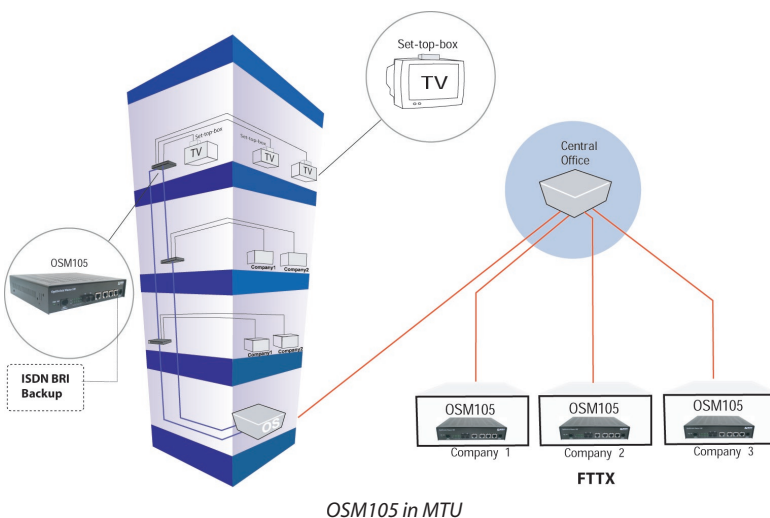 Set-top-box
TV
Set-top-box
TV
Set-top-box
TV
TV
Central
Office
OSM105
Company1
Company2
ISDN BRI
Backup
Company1
Company2
OS
OSM105
OSM105
OSM105
Company 1
Company 2
Company 3
FTTX
OSM105 in MTU